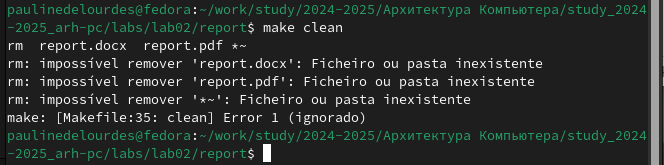 paulinedelourdes@fedora:~/work/study/2024-2025/Архитектура Компьютера/study_2024
-2025_arh-pc/labs/lab02/report$ make clean
rm  report.docx  report.pdf *~
rm: impossível remover 'report.docx': Ficheiro ou pasta inexistente
rm: impossível remover 'report.pdf': Ficheiro ou pasta inexistente
rm: impossível remover '*~': Ficheiro ou pasta inexistente
make: [Makefile:35: clean] Error 1 (ignorado)
paulinedelourdes@fedora:~/work/study/2024-2025/Архитектура Компьютера/study_2024
-2025_arh-pc/labs/lab02/report$